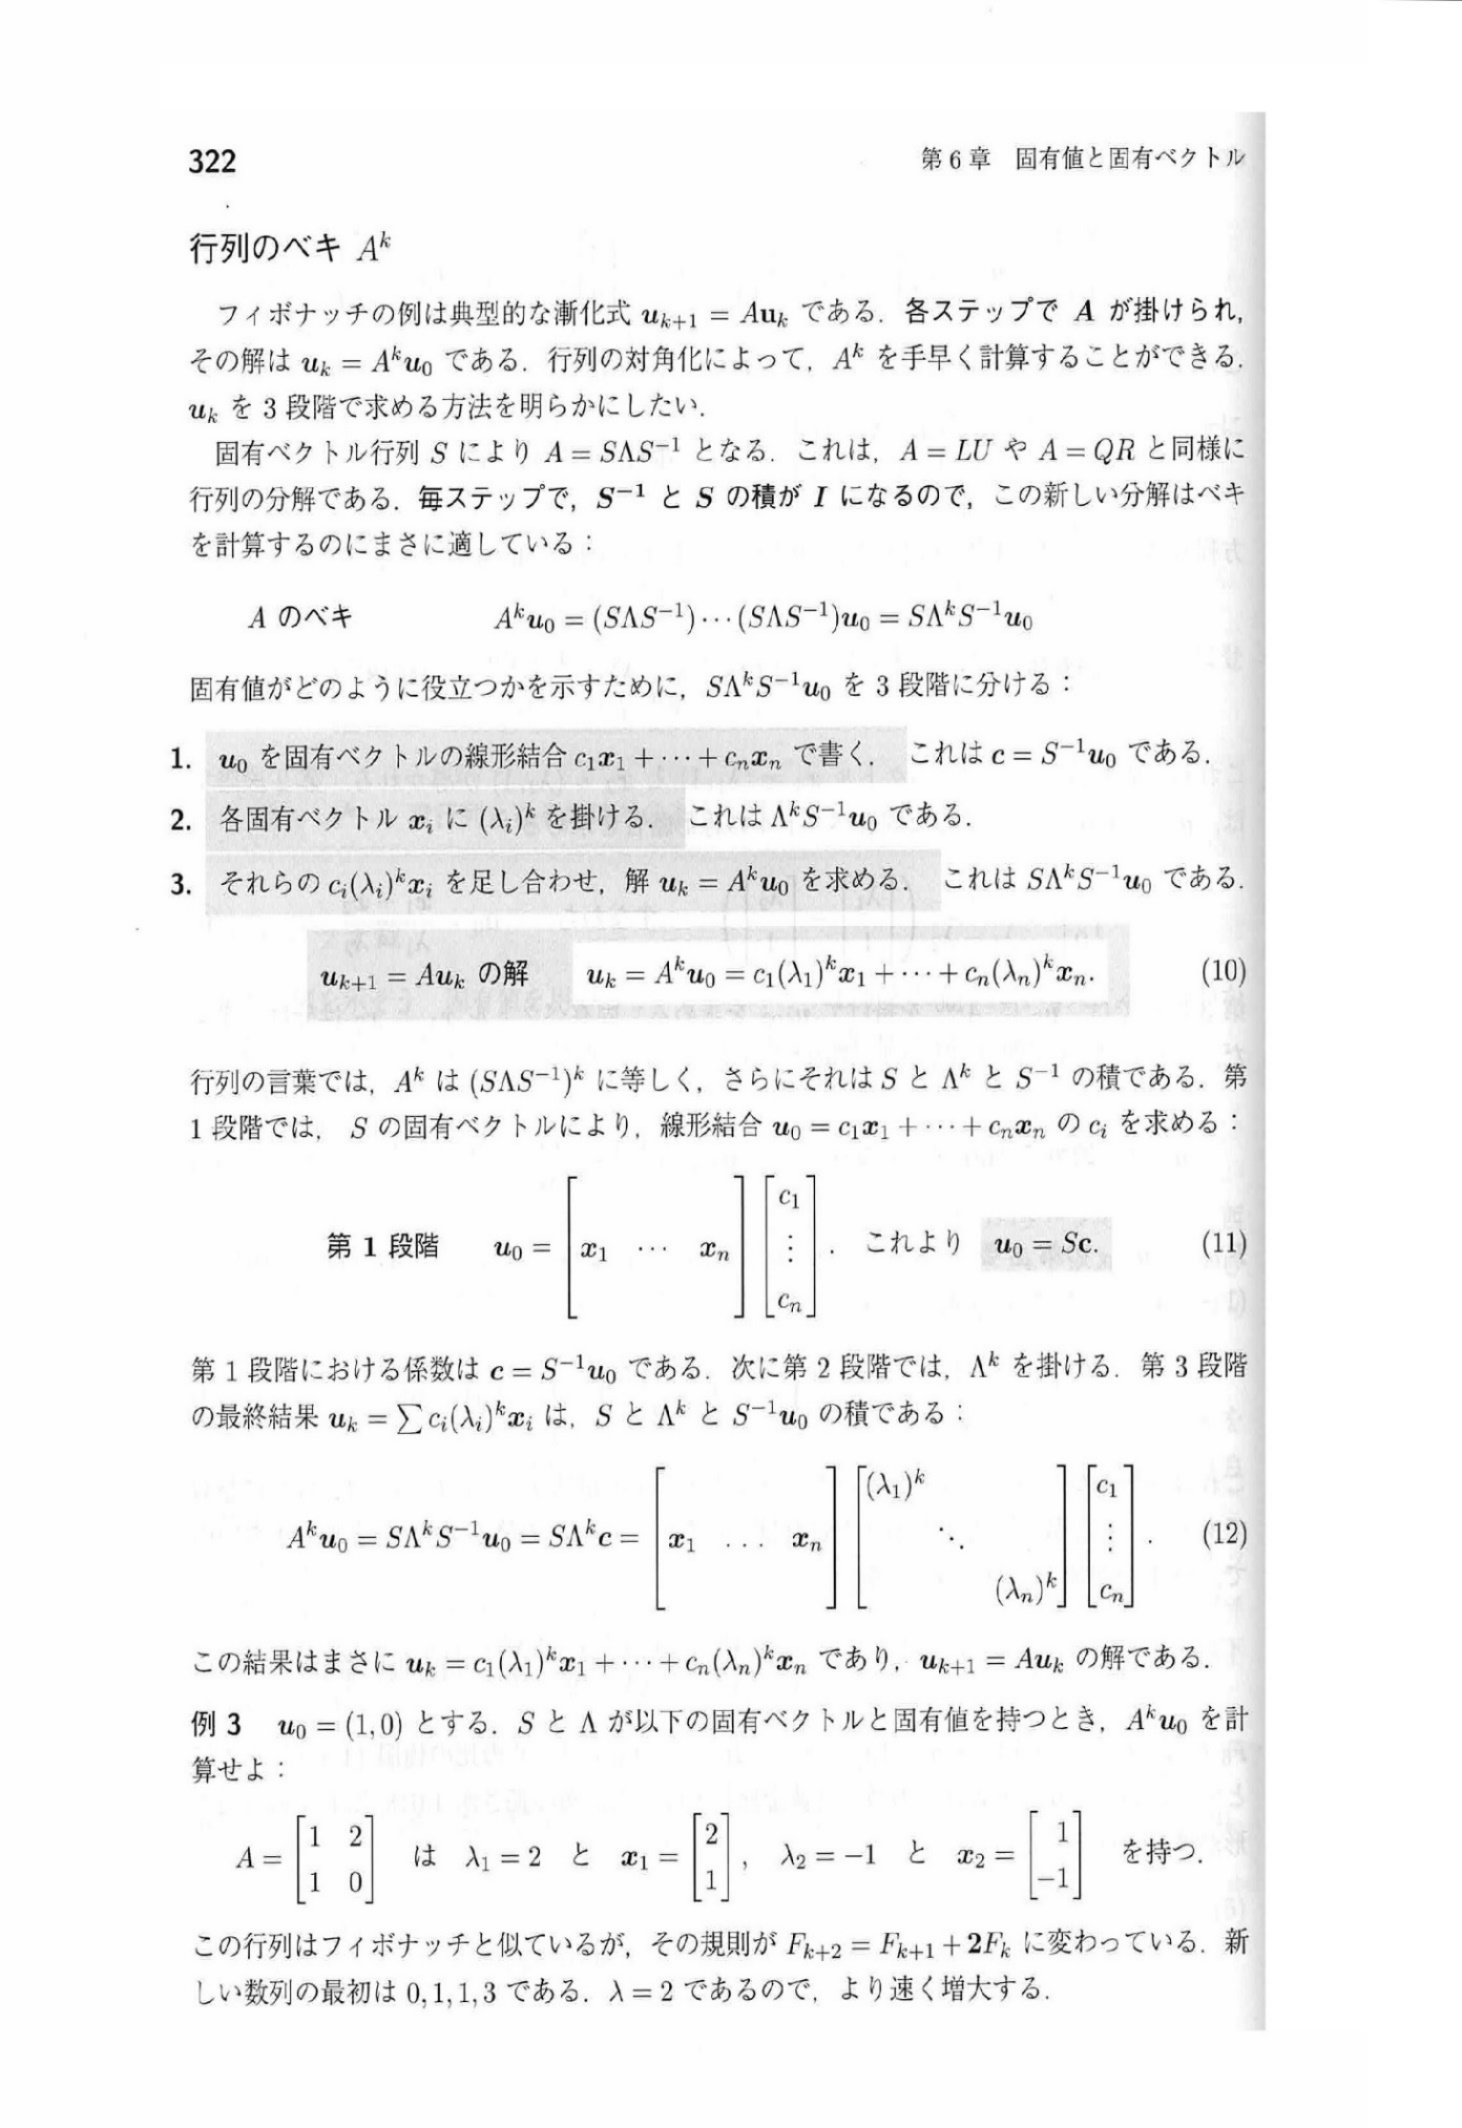 322
第 6 章 固有値と固有ベクトル
行列のベキ A^k
フィボナッチの例は典型的な漸化式 u_{k+1} = Au_k である. 各ステップで A が掛けられ,
その解は u_k = A^k u_0 である. 行列の対角化によって, A^k を手早く計算することができる.
u_k を 3 段階で求める方法を明らかにしたい.
固有ベクトル行列 S により A = SΛS^{-1} となる. これは, A = LU や A = QR と同様に
行列の分解である. 毎ステップで, S^{-1} と S の積が I になるので, この新しい分解はベキ
を計算するのにまさに適している:
A のベキ A^k u_0 = (SΛS^{-1})⋯(SΛS^{-1})u_0 = SΛ^k S^{-1}u_0
固有値がどのように役立つかを示すために, SΛ^k S^{-1}u_0 を 3 段階に分ける:
1. u_0 を固有ベクトルの線形結合 c_1x_1 + ⋯ + c_nx_n で書く. これは c = S^{-1}u_0 である.
2. 各固有ベクトル x_i に (λ_i)^k を掛ける. これは Λ^k S^{-1}u_0 である.
3. それらの c_i(λ_i)^k x_i を足し合わせ, 解 u_k = A^k u_0 を求める. これは SΛ^k S^{-1}u_0 である.
u_{k+1} = Au_k の解 u_k = A^k u_0 = c_1(λ_1)^k x_1 + ⋯ + c_n(λ_n)^k x_n. (10)
行列の言葉では, A^k は (SΛS^{-1})^k に等しく, さらにそれは S と Λ^k と S^{-1} の積である. 第
1 段階では, S の固有ベクトルにより, 線形結合 u_0 = c_1x_1 + ⋯ + c_nx_n の c_i を求める:
第 1 段階 u_0 = [x_1 ⋯ x_n] [c_1 ⋮ c_n]. これより u_0 = Sc. (11)
第 1 段階における係数は c = S^{-1}u_0 である. 次に第 2 段階では, Λ^k を掛ける. 第 3 段階
の最終結果 u_k = ∑ c_i(λ_i)^k x_i は, S と Λ^k と S^{-1}u_0 の積である:
A^k u_0 = SΛ^k S^{-1}u_0 = SΛ^k c = [x_1 ... x_n] [(λ_1)^k ⋱ (λ_n)^k] [c_1 ⋮ c_n]. (12)
この結果はまさに u_k = c_1(λ_1)^k x_1 + ⋯ + c_n(λ_n)^k x_n であり, u_{k+1} = Au_k の解である.
例 3 u_0 = (1,0) とする. S と Λ が以下の固有ベクトルと固有値を持つとき, A^k u_0 を計
算せよ:
A = [1 2; 1 0] は λ_1 = 2 と x_1 = [2; 1], λ_2 = −1 と x_2 = [1; −1] を持つ.
この行列はフィボナッチと似ているが, その規則が F_{k+2} = F_{k+1} + 2F_k に変わっている. 新
しい数列の最初は 0, 1, 1, 3 である. λ = 2 であるので, より速く増大する.